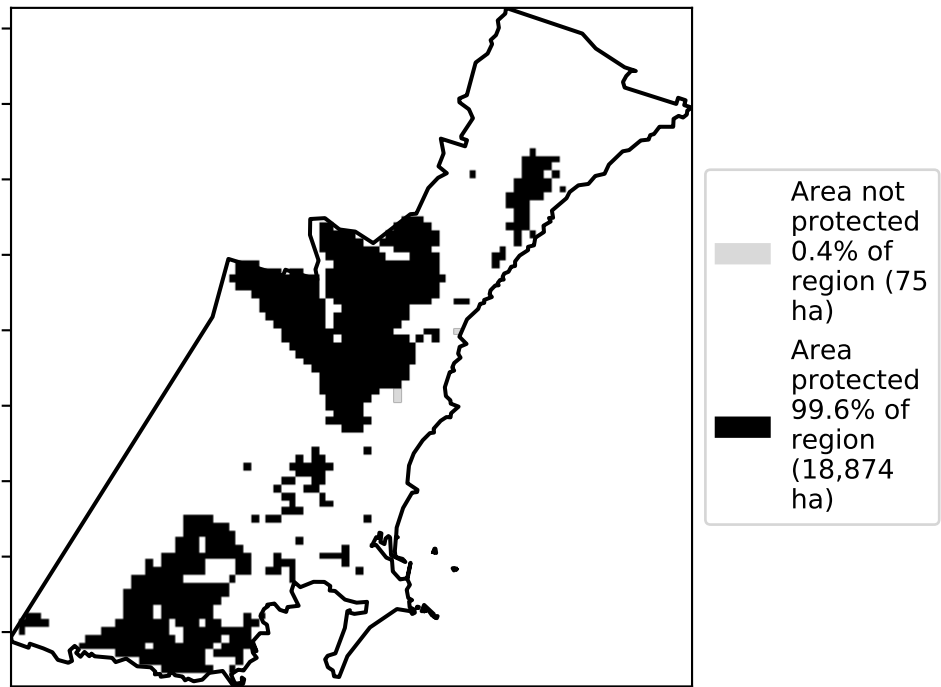 Area not
protected
0.4% of
region (75
ha)
Area
protected
99.6% of
region
(18,874
ha)